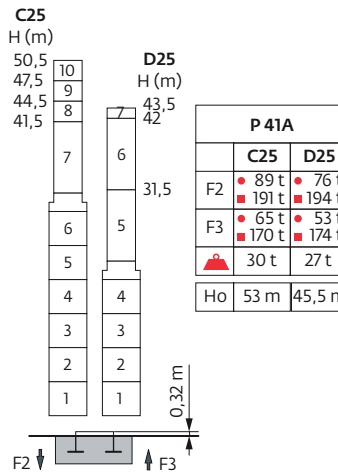 C25
H (m)
50,5
47,5
44,5
41,5
10
9
8
7
6
5
4
3
2
1
D25
H (m)
43,5
42
31,5
7
6
5
4
3
2
1
P 41A
C25 D25
F2 ● 89 t ● 76 t
■ 191 t ■ 194 t
F3 ● 65 t ● 53 t
■ 170 t ■ 174 t
30 t 27 t
Ho 53 m 45,5 m
0,32 m
F2 F3